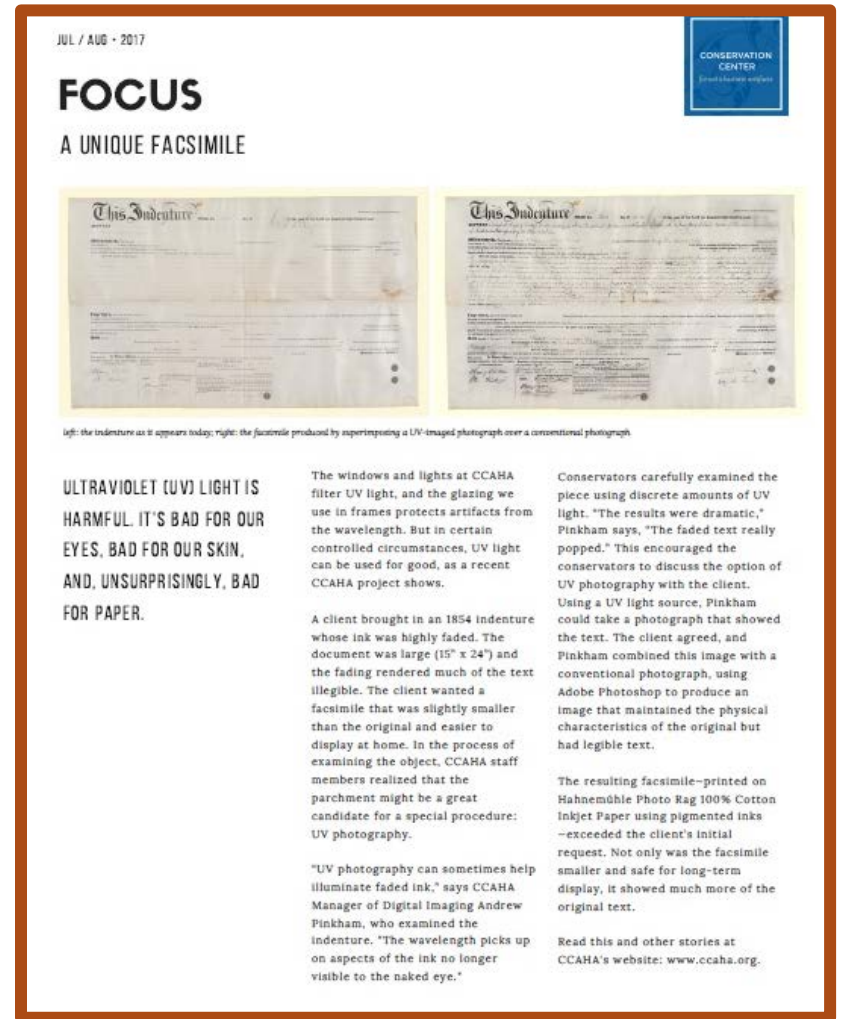 JUL / AUG • 2017
CONSERVATION
CENTER
for art & historic artifacts
FOCUS
A UNIQUE FACSIMILE
This Indenture
This Indenture
left: the indenture as it appears today; right: the facsimile produced by superimposing a UV-imaged photograph over a conventional photograph
ULTRAVIOLET (UV) LIGHT IS
HARMFUL. IT'S BAD FOR OUR
EYES, BAD FOR OUR SKIN,
AND, UNSURPRISINGLY, BAD
FOR PAPER.
The windows and lights at CCAHA
filter UV light, and the glazing we
use in frames protects artifacts from
the wavelength. But in certain
controlled circumstances, UV light
can be used for good, as a recent
CCAHA project shows.
A client brought in an 1854 indenture
whose ink was highly faded. The
document was large (15" x 24") and
the fading rendered much of the text
illegible. The client wanted a
facsimile that was slightly smaller
than the original and easier to
display at home. In the process of
examining the object, CCAHA staff
members realized that the
parchment might be a great
candidate for a special procedure:
UV photography.
"UV photography can sometimes help
illuminate faded ink," says CCAHA
Manager of Digital Imaging Andrew
Pinkham, who examined the
indenture. "The wavelength picks up
on aspects of the ink no longer
visible to the naked eye."
Conservators carefully examined the
piece using discrete amounts of UV
light. "The results were dramatic,"
Pinkham says, "The faded text really
popped." This encouraged the
conservators to discuss the option of
UV photography with the client.
Using a UV light source, Pinkham
could take a photograph that showed
the text. The client agreed, and
Pinkham combined this image with a
conventional photograph, using
Adobe Photoshop to produce an
image that maintained the physical
characteristics of the original but
had legible text.
The resulting facsimile—printed on
Hahnemühle Photo Rag 100% Cotton
Inkjet Paper using pigmented inks
—exceeded the client's initial
request. Not only was the facsimile
smaller and safe for long-term
display, it showed much more of the
original text.
Read this and other stories at
CCAHA's website: www.ccaha.org.